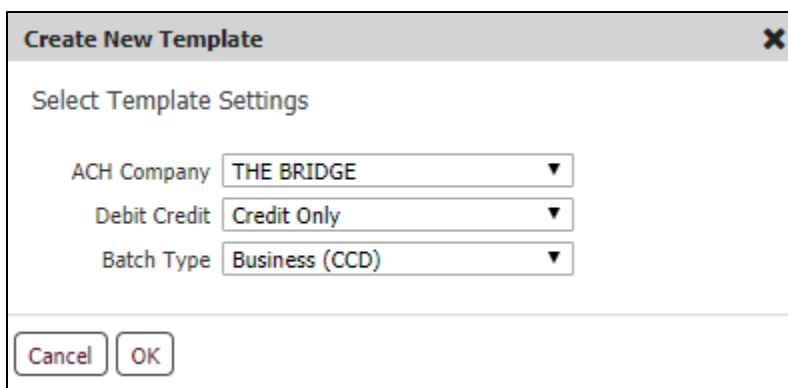 Create New Template
Select Template Settings
ACH Company THE BRIDGE
Debit Credit Credit Only
Batch Type Business (CCD)
Cancel OK